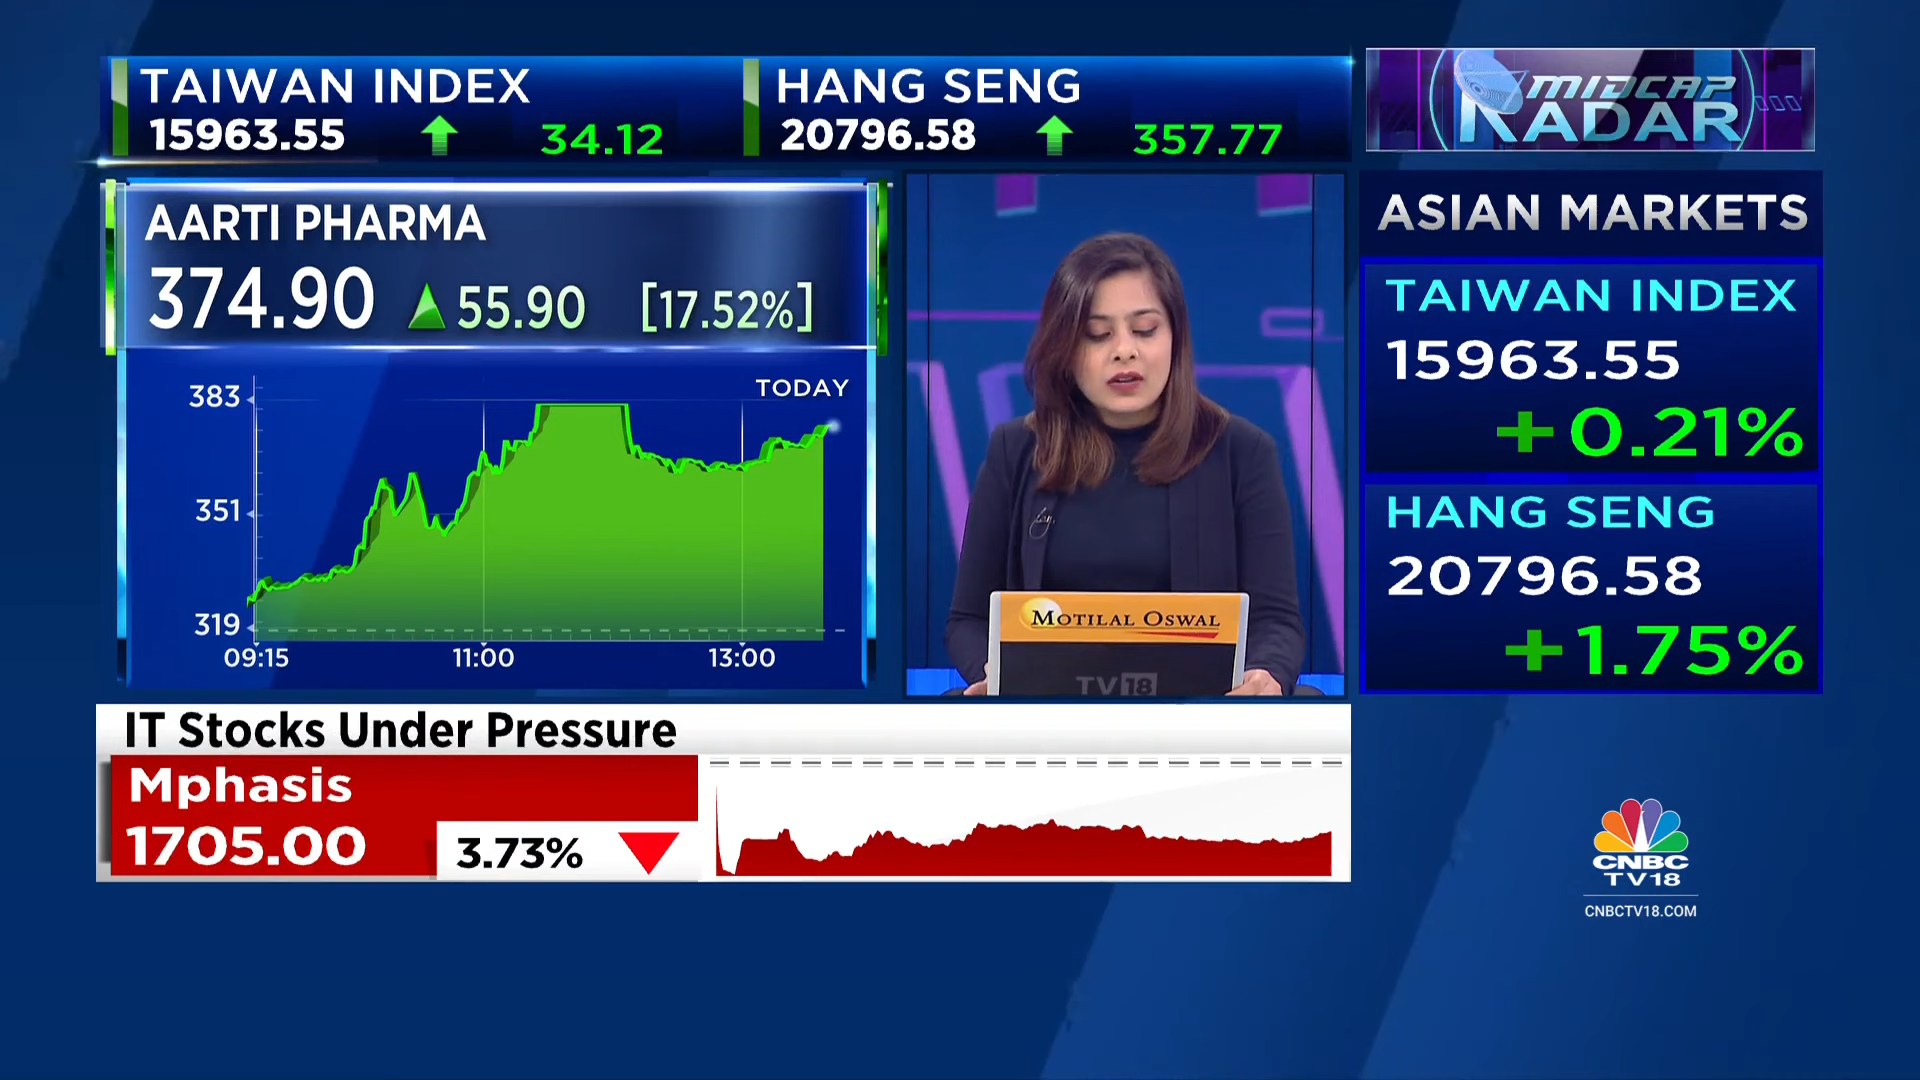 TAIWAN INDEX
15963.55 34.12
HANG SENG
20796.58 357.77
MIDCAP
RADAR
AARTI PHARMA
374.90 55.90 [17.52%]
TODAY
383
351
319
09:15 11:00 13:00
MOTILAL OSWAL
TV18
ASIAN MARKETS
TAIWAN INDEX
15963.55
+0.21%
HANG SENG
20796.58
+1.75%
IT Stocks Under Pressure
Mphasis
1705.00 3.73%
CNBC
TV18
CNBCTV18.COM